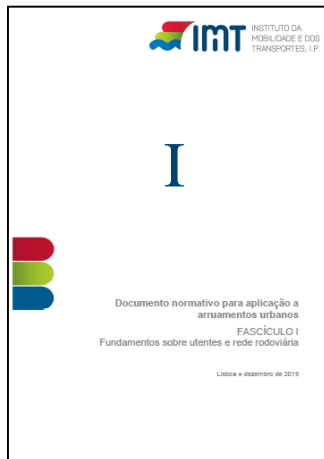 IMT
INSTITUTO DA
MOBILIDADE E DOS
TRANSPORTES, I.P.
I
Documento normativo para aplicação a
arruamentos urbanos
FASCÍCULO I
Fundamentos sobre utentes e rede rodoviária
Lisboa • dezembro de 2019